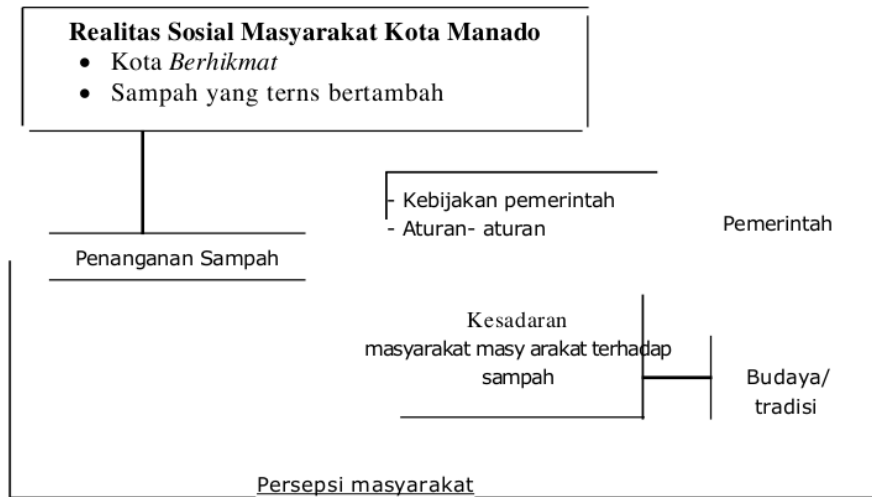 Realitas Sosial Masyarakat Kota Manado
• Kota Berhikmat
• Sampah yang terns bertambah
- Kebijakan pemerintah
- Aturan- aturan
Pemerintah
Penanganan Sampah
Kesadaran
masyarakat masy arakat terhadap
sampah
Budaya/
tradisi
Persepsi masyarakat